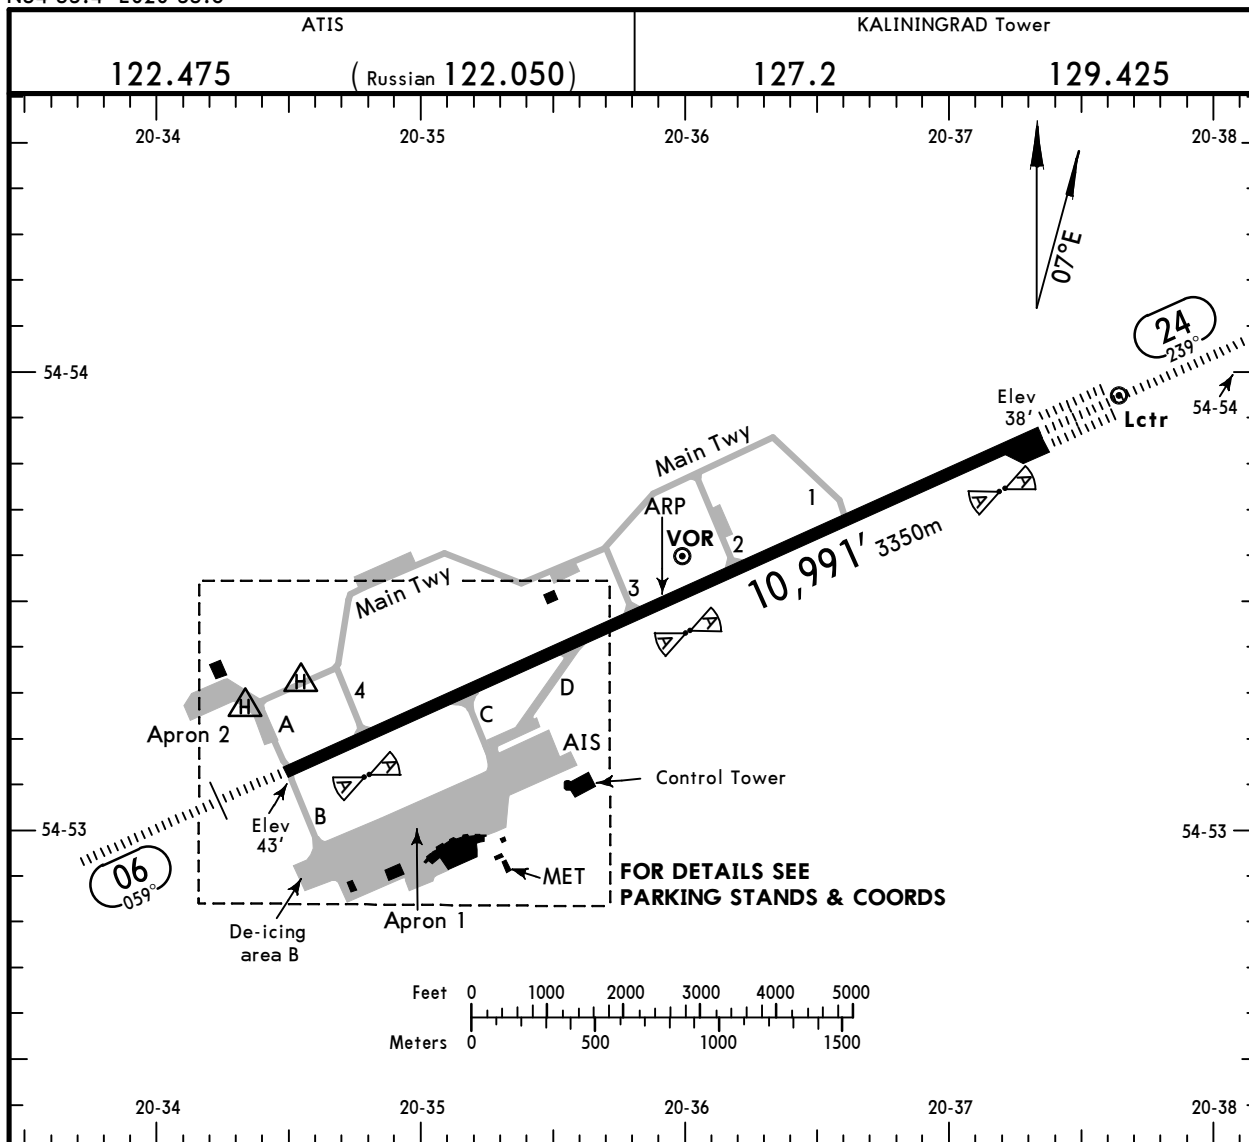 ATIS
KALININGRAD Tower
122.475
(Russian 122.050)
127.2
129.425
20-34
20-35
20-36
20-37
20-38
07°E
24
239°
54-54
Elev
38'
54-54
Lctr
Main Twy
1
ARP
VOR
2
10,991' 3350m
3
Main Twy
A
A
H
H
4
D
A
C
Apron 2
AIS
A
A
A
A
Control Tower
B
Elev
43'
54-53
54-53
06
059°
MET
FOR DETAILS SEE
PARKING STANDS & COORDS
Apron 1
De-icing
area B
Feet 0 1000 2000 3000 4000 5000
Meters 0 500 1000 1500
20-34
20-35
20-36
20-37
20-38